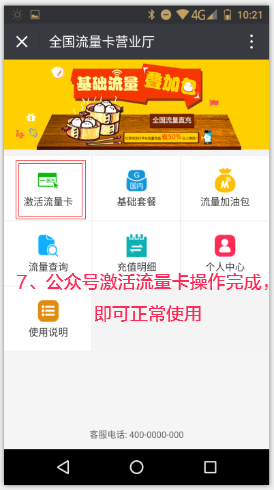 4G 10:21
全国流量卡营业厅
基础流量 叠加包
全国流量直充
激活流量卡 基础套餐 流量加油包
G
国内
M
流量查询 充值明细 个人中心
7、公众号激活流量卡操作完成，
即可正常使用
使用说明
客服电话: 400-0000-000